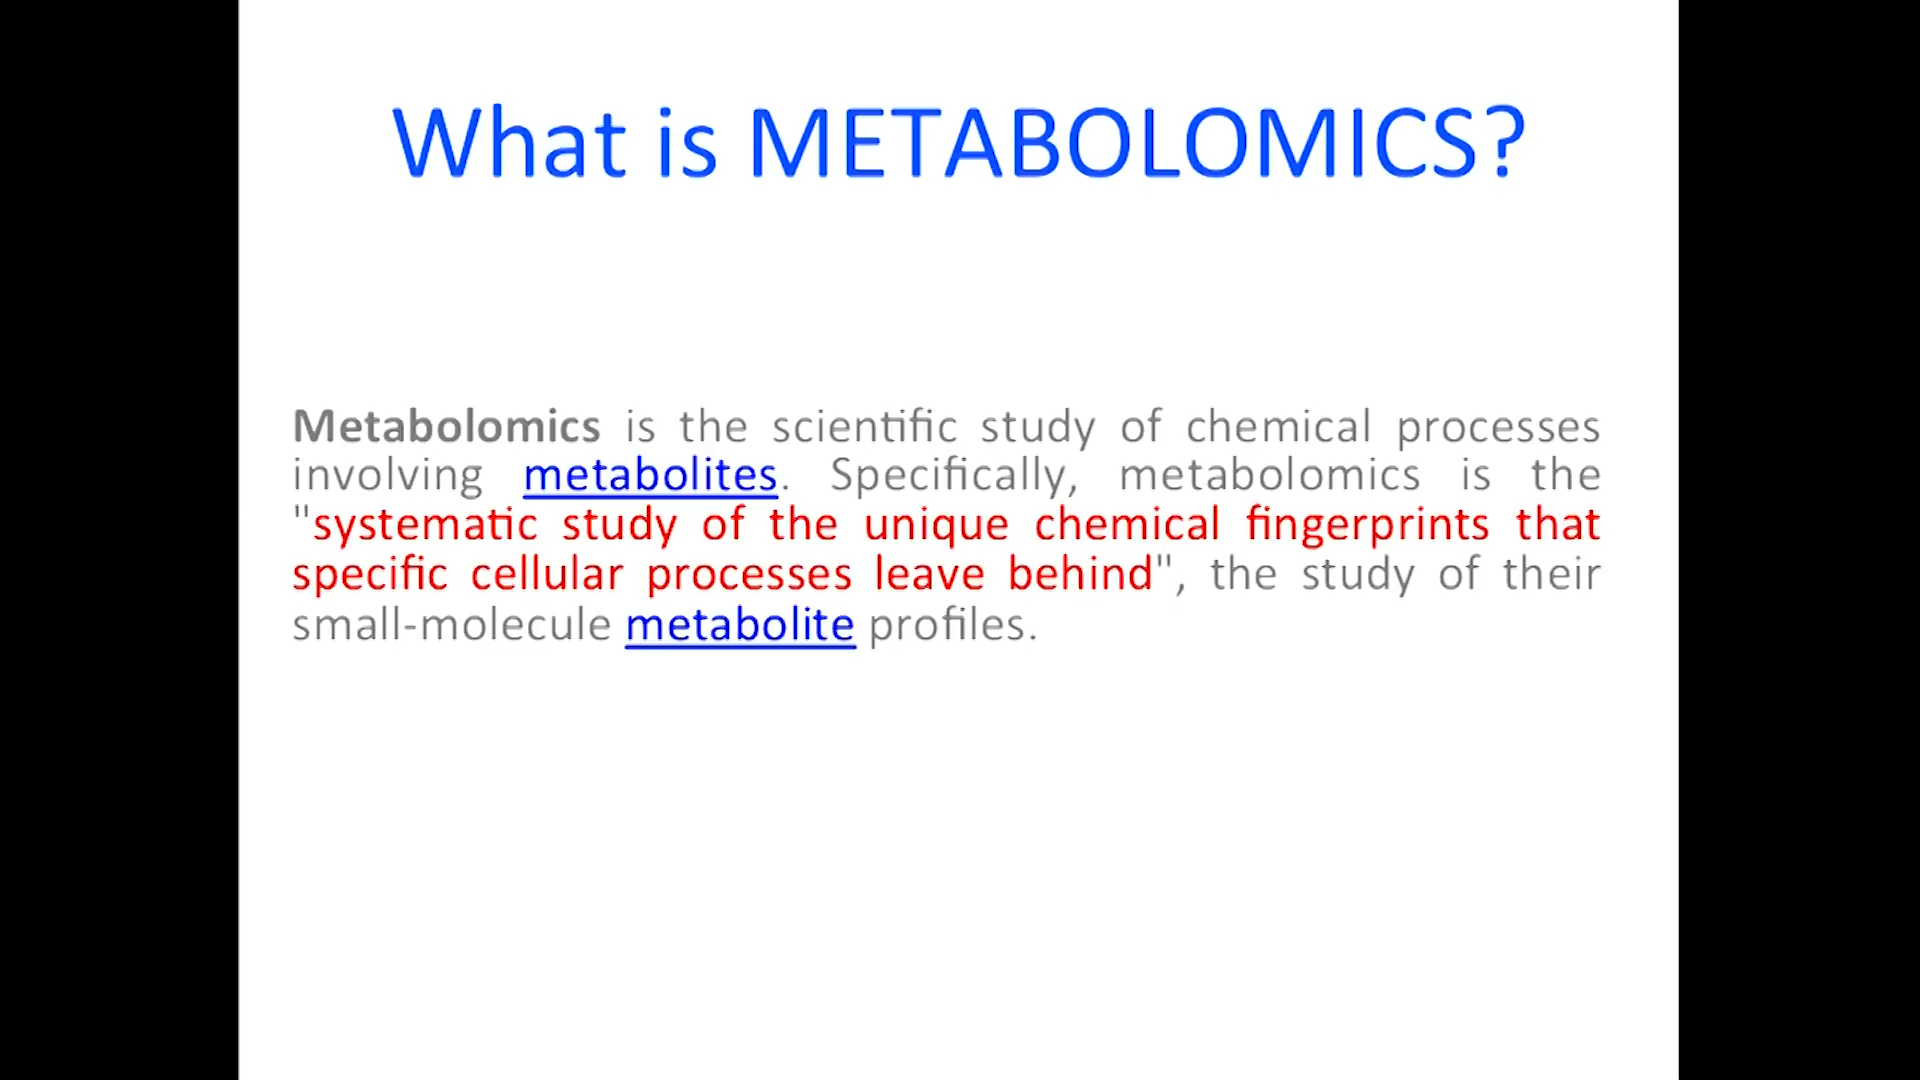 What is METABOLOMICS?
Metabolomics is the scientific study of chemical processes
involving metabolites. Specifically, metabolomics is the
"systematic study of the unique chemical fingerprints that
specific cellular processes leave behind", the study of their
small-molecule metabolite profiles.